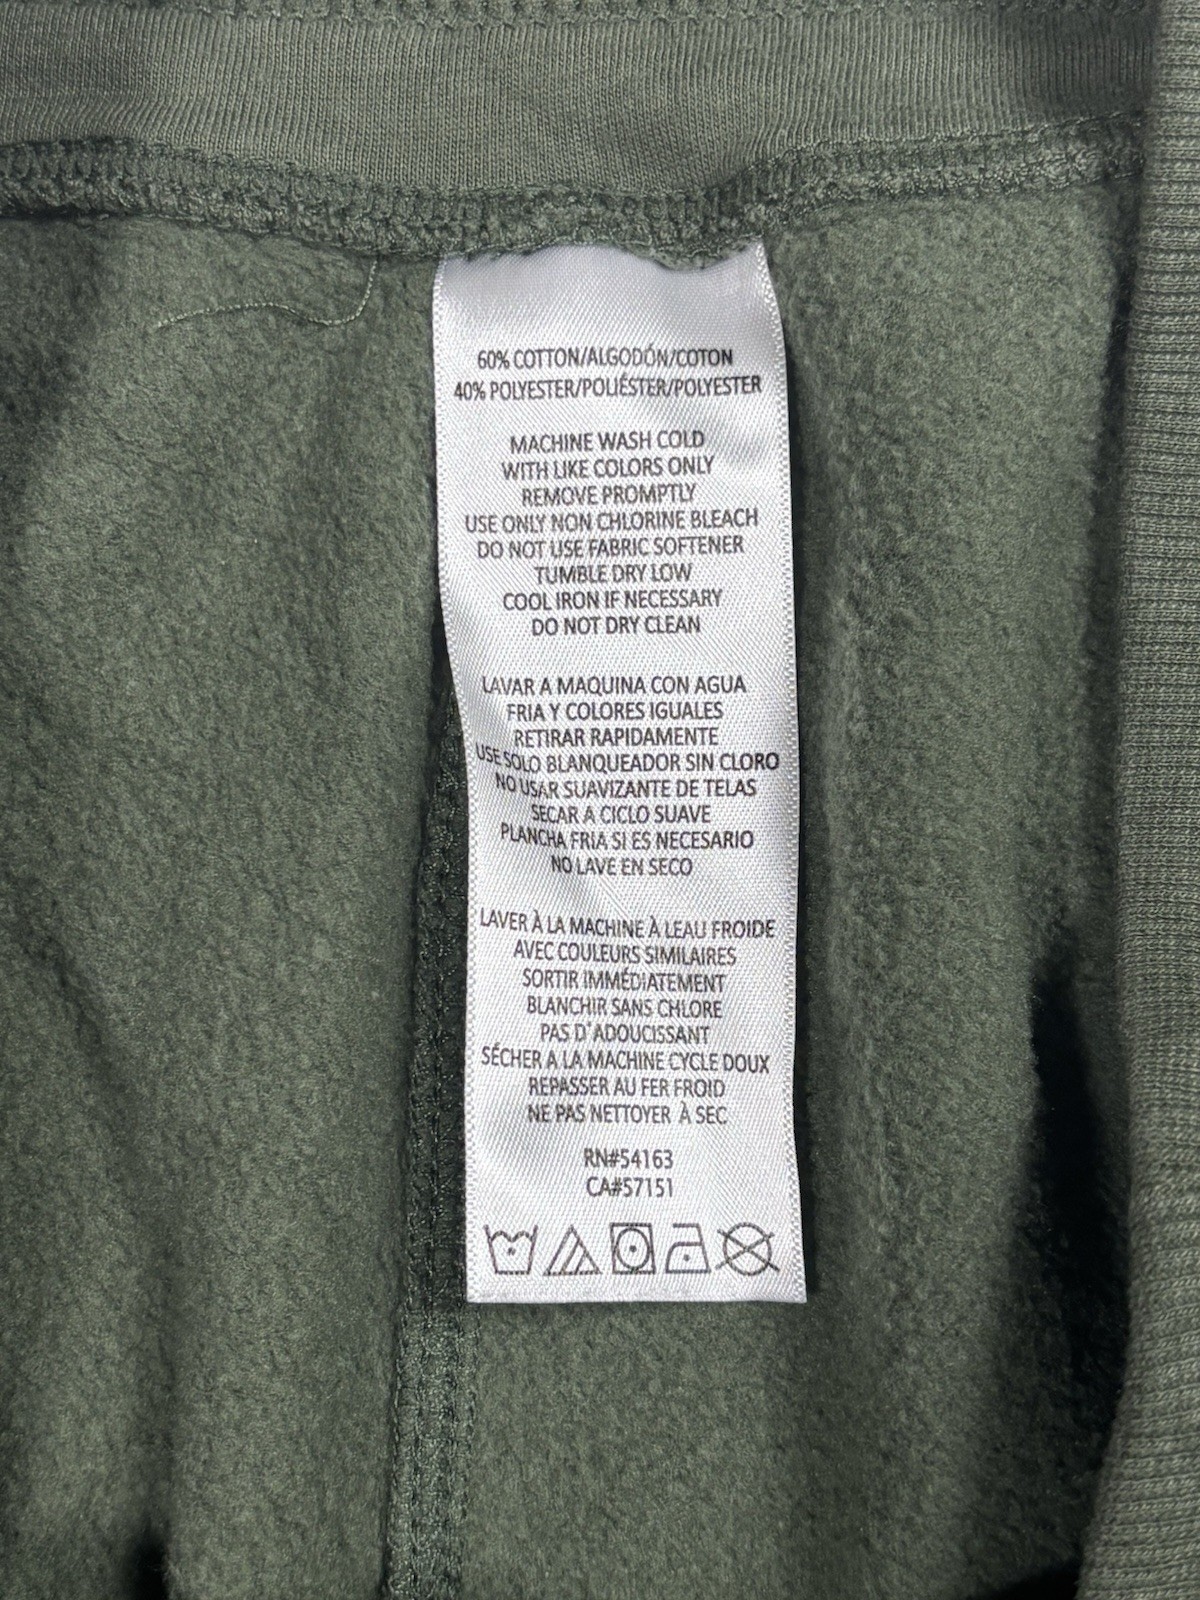 60% COTTON/ALGODÓN/COTON
40% POLYESTER/POLIÉSTER/POLYESTER
MACHINE WASH COLD
WITH LIKE COLORS ONLY
REMOVE PROMPTLY
USE ONLY NON CHLORINE BLEACH
DO NOT USE FABRIC SOFTENER
TUMBLE DRY LOW
COOL IRON IF NECESSARY
DO NOT DRY CLEAN
LAVAR A MAQUINA CON AGUA
FRIA Y COLORES IGUALES
RETIRAR RAPIDAMENTE
USE SOLO BLANQUEADOR SIN CLORO
NO USAR SUAVIZANTE DE TELAS
SECAR A CICLO SUAVE
PLANCHA FRIA SI ES NECESARIO
NO LAVE EN SECO
LAVER À LA MACHINE À LEAU FROIDE
AVEC COULEURS SIMILAIRES
SORTIR IMMÉDIATEMENT
BLANCHIR SANS CHLORE
PAS D'ADOUCISSANT
SÉCHER A LA MACHINE CYCLE DOUX
REPASSER AU FER FROID
NE PAS NETTOYER À SEC
RN#54163
CA#57151